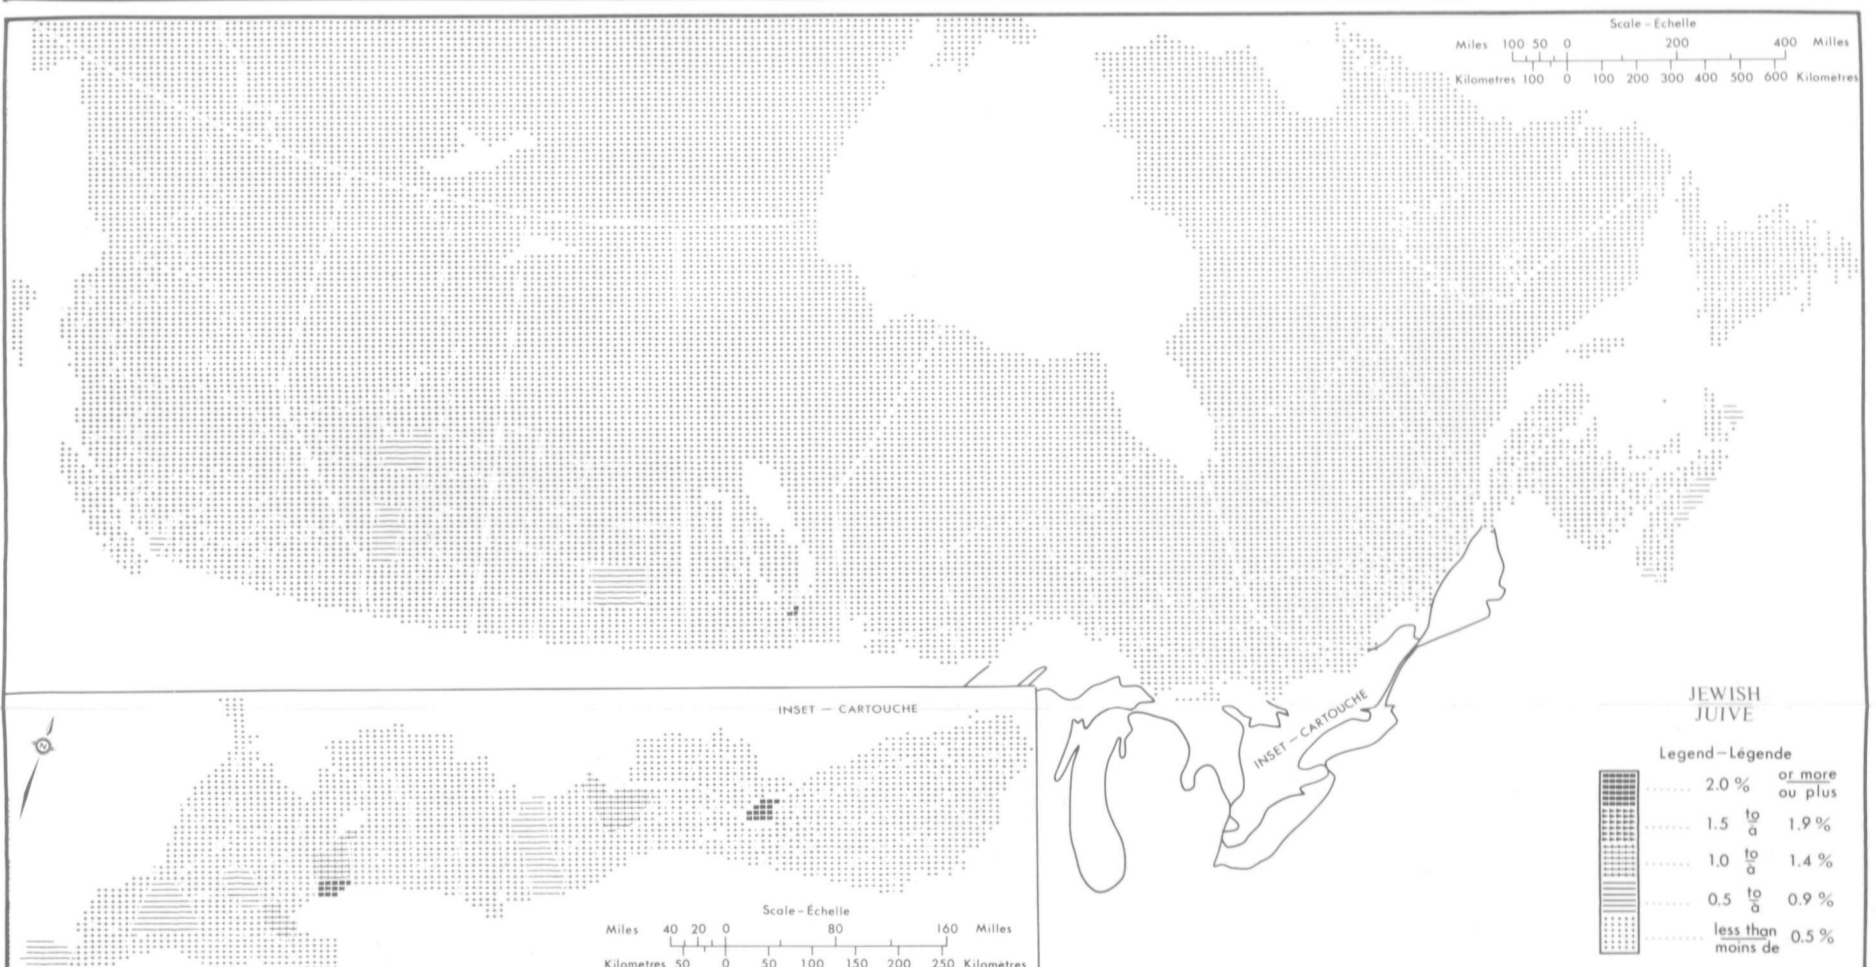 Scale – Échelle
Miles 100 50 0 200 400 Milles
Kilometres 100 0 100 200 300 400 500 600 Kilomètres
INSET — CARTOUCHE
INSET — CARTOUCHE
JEWISH
JUIVE
Legend—Légende
2.0 % or more
ou plus
1.5 to
à 1.9 %
1.0 to
à 1.4 %
0.5 to
à 0.9 %
less than
moins de 0.5 %
N
Scale – Échelle
Miles 40 20 0 80 160 Milles
Kilometres 50 0 50 100 150 200 250 Kilomètres